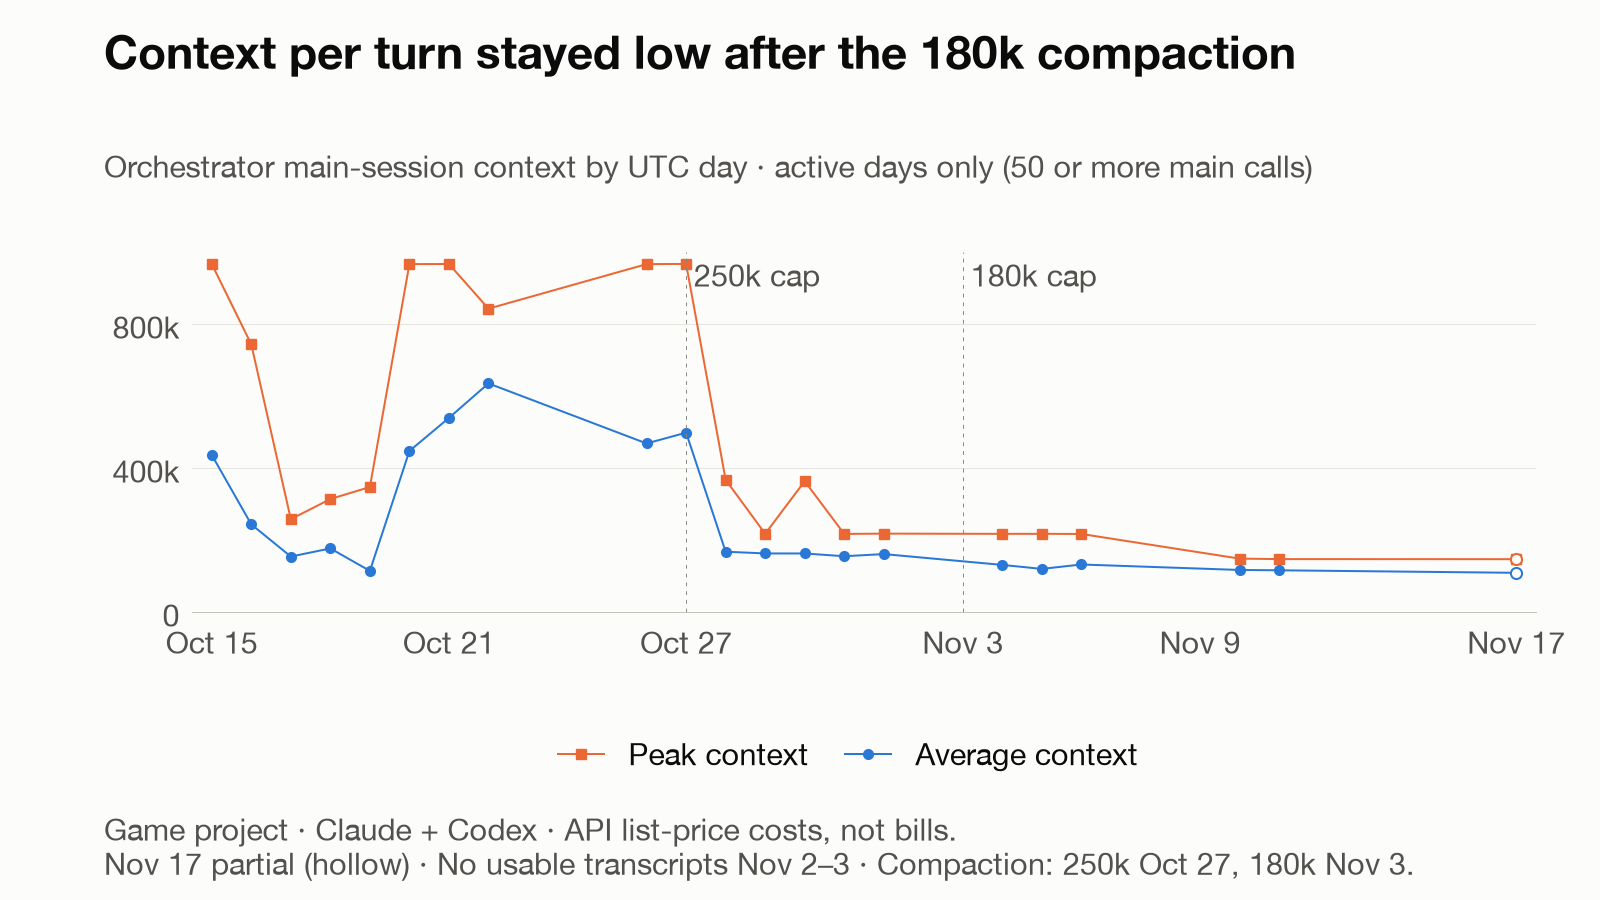 Context per turn stayed low after the 180k compaction
Orchestrator main-session context by UTC day · active days only (50 or more main calls)
250k cap
180k cap
800k
400k
0
Oct 15
Oct 21
Oct 27
Nov 3
Nov 9
Nov 17
Peak context
Average context
Game project · Claude + Codex · API list-price costs, not bills.
Nov 17 partial (hollow) · No usable transcripts Nov 2–3 · Compaction: 250k Oct 27, 180k Nov 3.